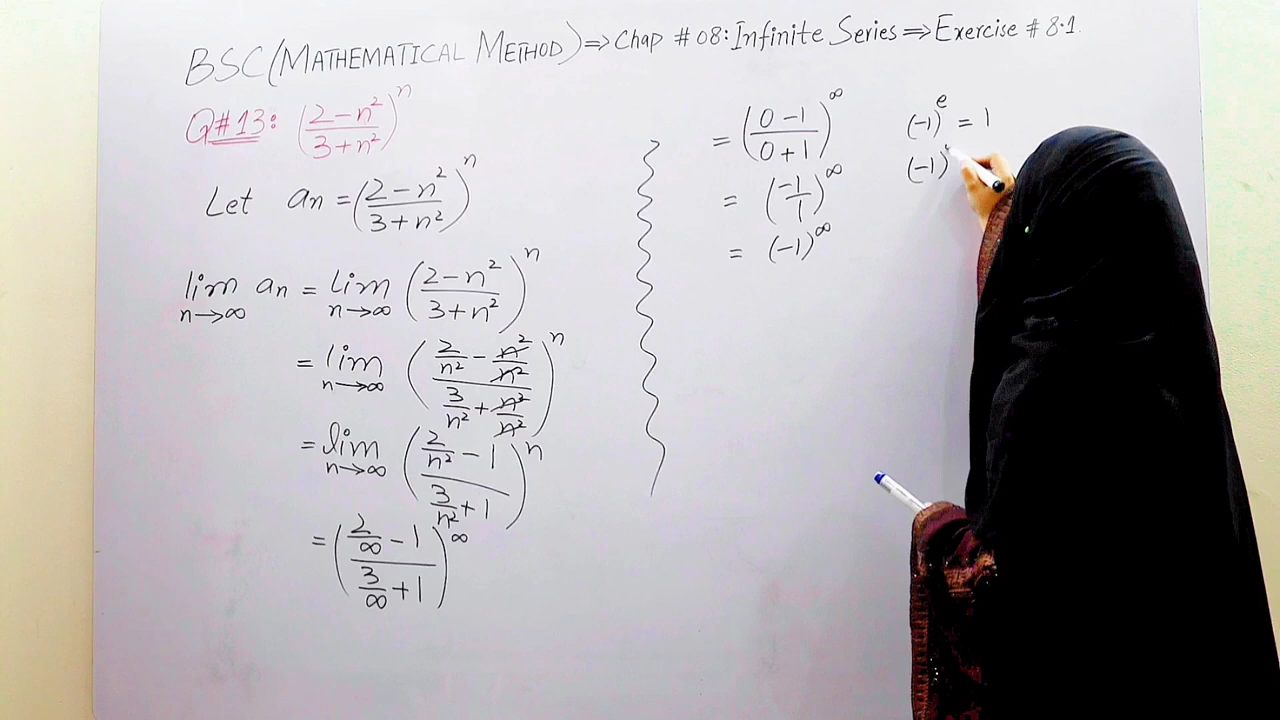 BSC (MATHEMATICAL METHOD) ⇒ Chap # 08: Infinite Series ⇒ Exercise # 8.1.
Q#13: ((2 − n²)/(3 + n²))ⁿ
Let aₙ = ((2 − n²)/(3 + n²))ⁿ
lim n→∞ aₙ = lim n→∞ ((2 − n²)/(3 + n²))ⁿ
= lim n→∞ ((2/n² − n²/n²)/(3/n² + n²/n²))ⁿ
= lim n→∞ ((2/n² − 1)/(3/n² + 1))ⁿ
= ((2/∞ − 1)/(3/∞ + 1))^∞
= ((0 − 1)/(0 + 1))^∞
= (−1/1)^∞
= (−1)^∞
(−1)^e = 1
(−1)